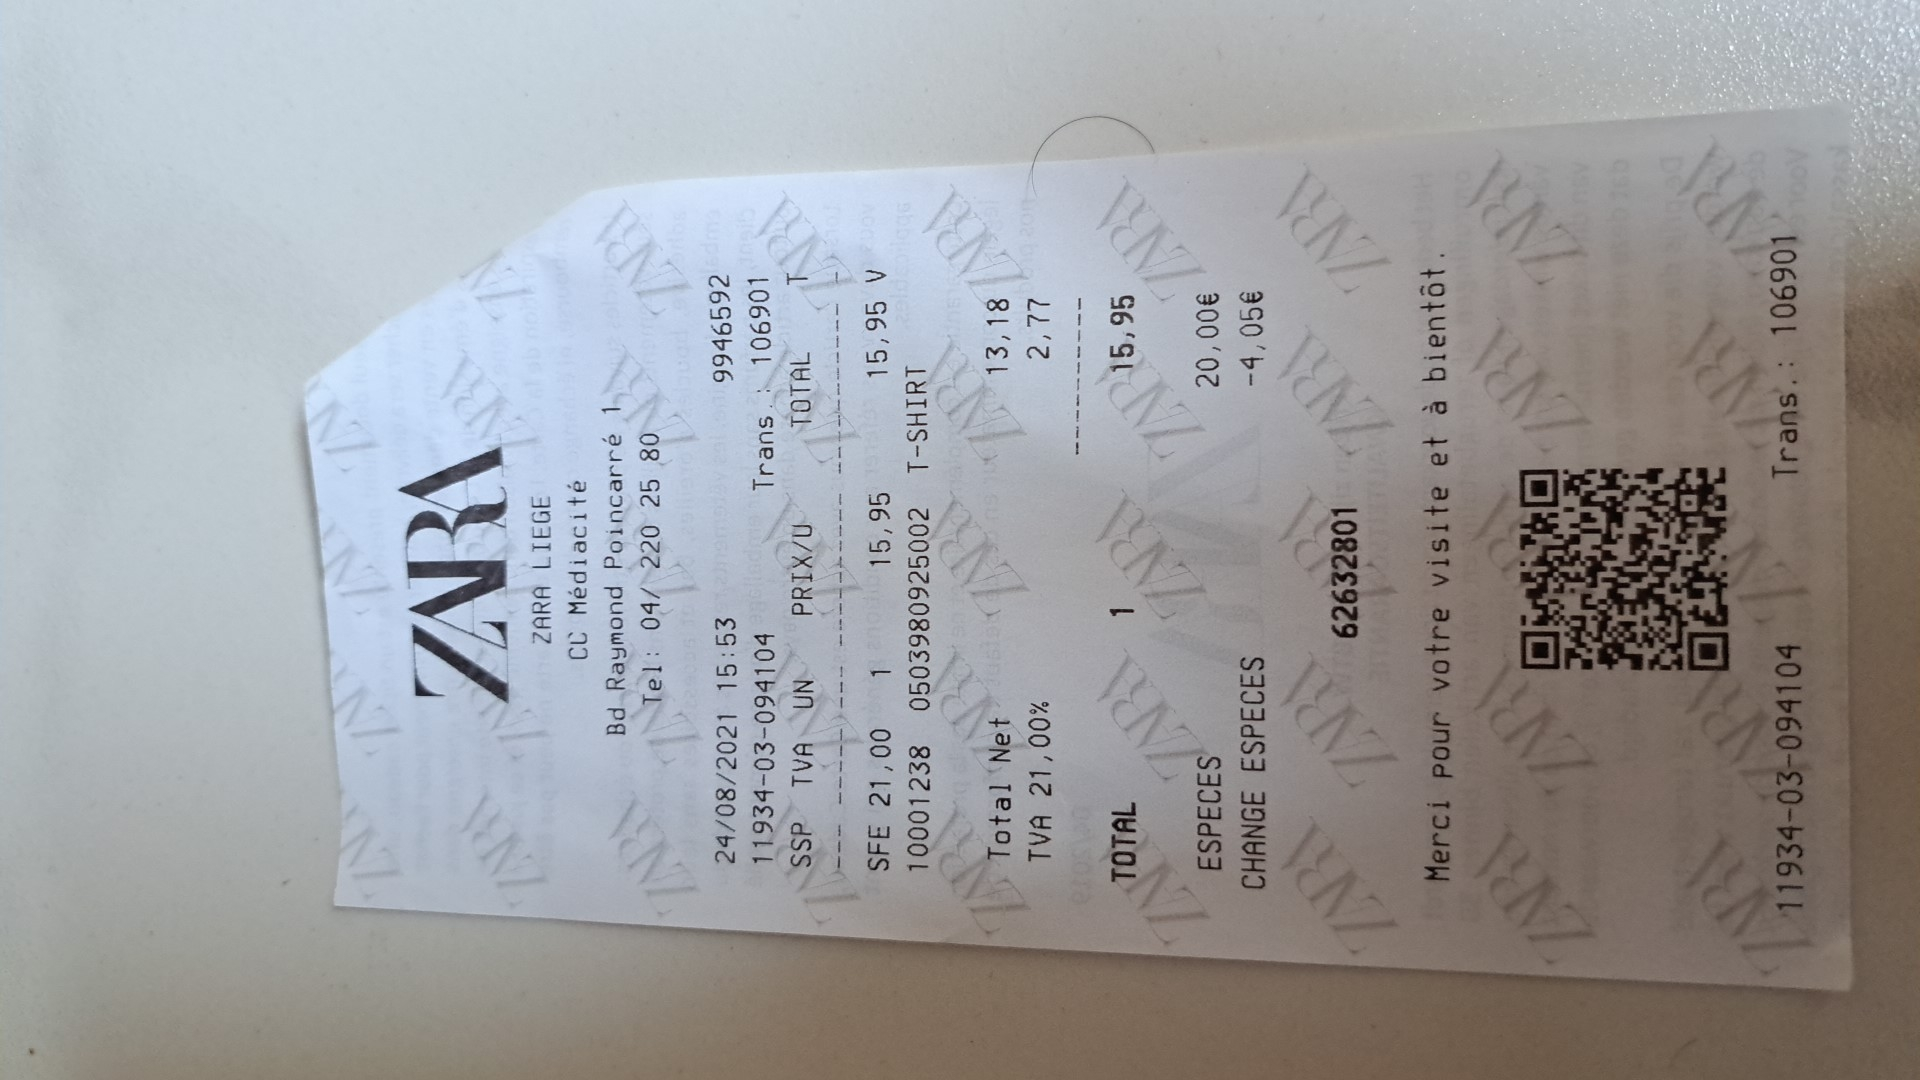 ZARA
ZARA LIEGE
CC Médiacité
Bd Raymond Poincarré 1
Tel: 04/ 220 25 80
24/08/2021 15:53 9946592
11934-03-094104 Trans.: 106901
SSP TVA UN PRIX/U TOTAL T
SFE 21,00 1 15,95 15,95 V
10001238 05039809250​02 T-SHIRT
Total Net 13,18
TVA 21,00% 2,77
TOTAL 1 15,95
ESPECES 20,00€
CHANGE ESPECES -4,05€
62632801
Merci pour votre visite et à bientôt.
11934-03-094104 Trans.: 106901